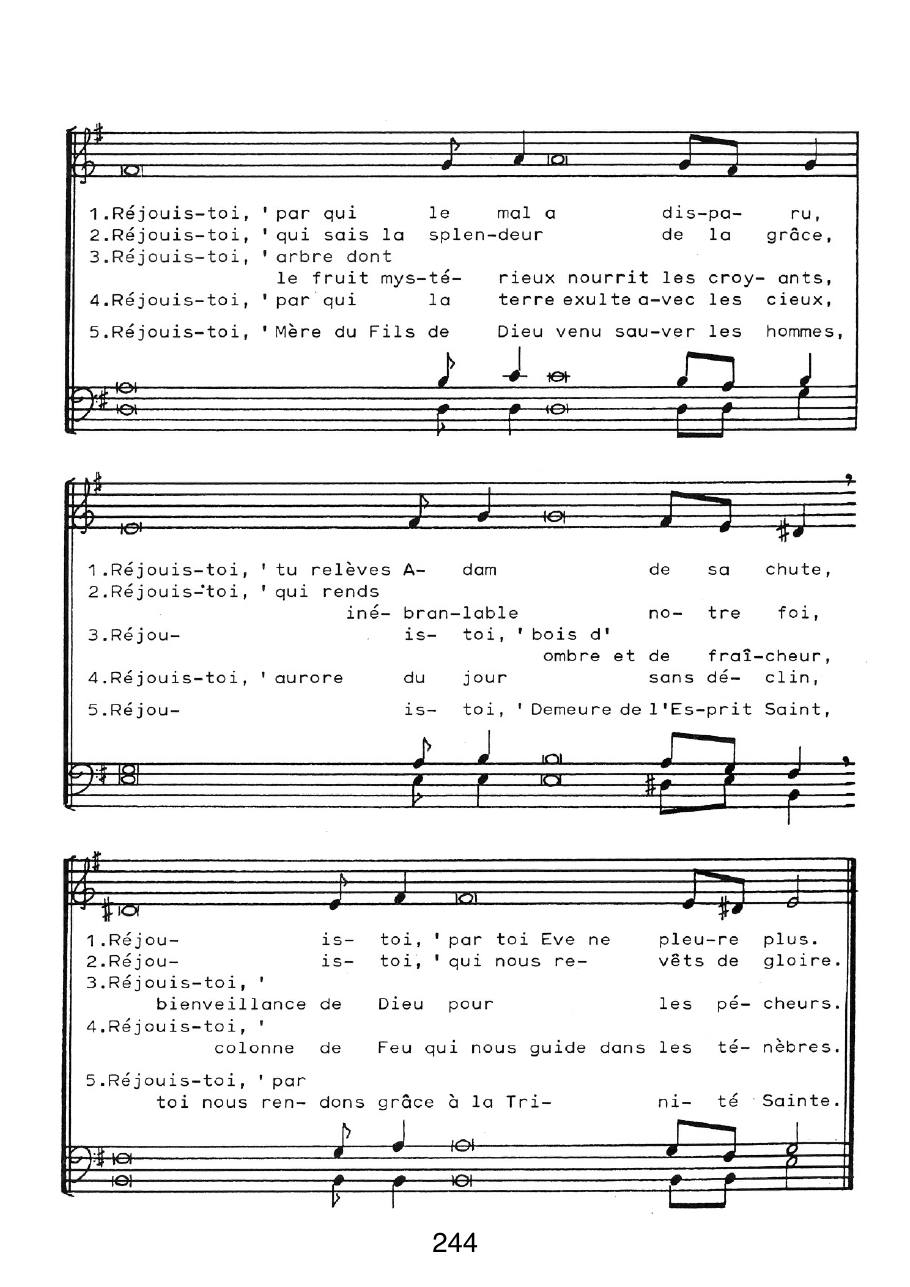 1.Réjouis-toi, ' par qui le mal a dis-pa- ru,
2.Réjouis-toi, ' qui sais la splen-deur de la grâce,
3.Réjouis-toi, ' arbre dont
le fruit mys-té- rieux nourrit les croy- ants,
4.Réjouis-toi, ' par qui la terre exulte a-vec les cieux,
5.Réjouis-toi, ' Mère du Fils de Dieu venu sau-ver les hommes,
1.Réjouis-toi, ' tu relèves A- dam de sa chute,
2.Réjouis-toi, ' qui rends
iné- bran-lable no- tre foi,
3.Réjou- is- toi, ' bois d'
ombre et de fraî-cheur,
4.Réjouis-toi, ' aurore du jour sans dé- clin,
5.Réjou- is- toi, ' Demeure de l'Es-prit Saint,
1.Réjou- is- toi, ' par toi Eve ne pleu-re plus.
2.Réjou- is- toi, ' qui nous re- vêts de gloire.
3.Réjouis-toi, '
bienveillance de Dieu pour les pé- cheurs.
4.Réjouis-toi, '
colonne de Feu qui nous guide dans les té- nèbres.
5.Réjouis-toi, ' par
toi nous ren- dons grâce à la Tri- ni- té Sainte.
244